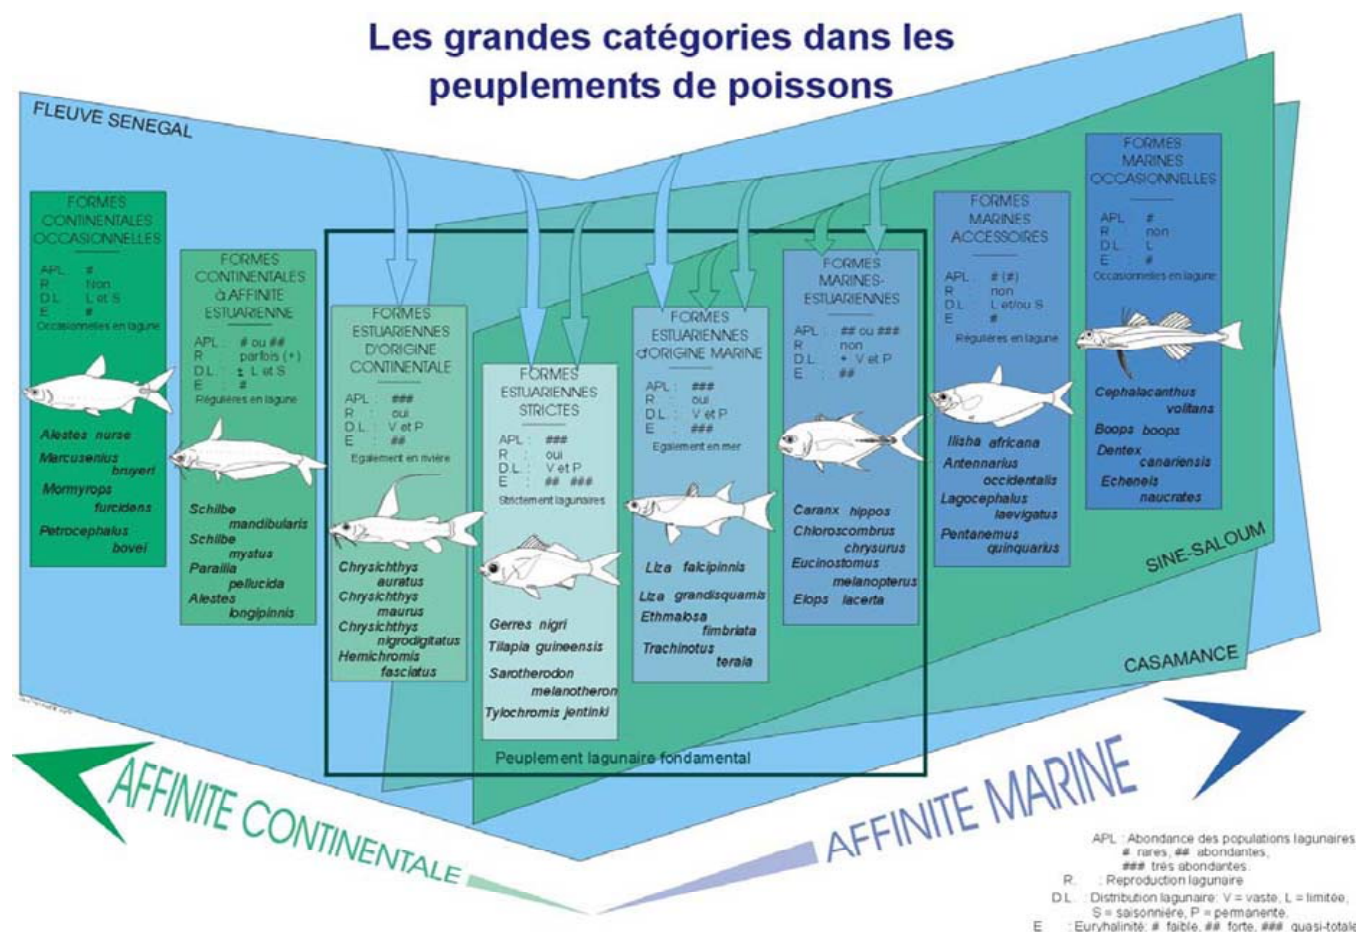 Les grandes catégories dans les
peuplements de poissons
FLEUVE SENEGAL
FORMES
CONTINENTALES
OCCASIONNELLES
APL : #
R : Non
D.L : L et S
E : #
Occasionnelles en lagune
Alestes nurse
Marcusenius
bruyeri
Mormyrops
furcidens
Petrocephalus
bovei
FORMES
CONTINENTALES
à AFFINITE
ESTUARIENNE
APL : # ou ##
R : parfois (+)
D.L : ± L et S
E : #
Régulières en lagune
Schilbe
mandibularis
Schilbe
mystus
Parailia
pellucida
Alestes
longipinnis
FORMES
ESTUARIENNES
D'ORIGINE
CONTINENTALE
APL : ###
R : oui
D.L : V et P
E : ##
Egalement en rivière
Chrysichthys
auratus
Chrysichthys
maurus
Chrysichthys
nigrodigitatus
Hemichromis
fasciatus
FORMES
ESTUARIENNES
STRICTES
APL : ###
R : oui
D.L : V et P
E : ## ###
Strictement lagunaires
Gerres nigri
Tilapia guineensis
Sarotherodon
melanotheron
Tylochromis jentinki
FORMES
ESTUARIENNES
d'ORIGINE MARINE
APL : ###
R : oui
D.L : V et P
E : ###
Egalement en mer
Liza falcipinnis
Liza grandisquamis
Ethmalosa
fimbriata
Trachinotus
teraia
FORMES
MARINES-
ESTUARIENNES
APL : ## ou ###
R : non
D.L : + V et P
E : ##
Caranx hippos
Chloroscombrus
chrysurus
Eucinostomus
melanopterus
Elops lacerta
FORMES
MARINES
ACCESSOIRES
APL : # (#)
R : non
D.L : L et/ou S
E : #
Régulières en lagune
Ilisha africana
Antennarius
occidentalis
Lagocephalus
laevigatus
Pentanemus
quinquarius
FORMES
MARINES
OCCASIONNELLES
APL : #
R : non
D.L : L
E : #
Occasionnelles en lagune
Cephalacanthus
volitans
Boops boops
Dentex
canariensis
Echeneis
naucrates
SINE-SALOUM
CASAMANCE
Peuplement lagunaire fondamental
AFFINITE CONTINENTALE
AFFINITE MARINE
APL : Abondance des populations lagunaires
# rares, ## abondantes,
### très abondantes.
R. : Reproduction lagunaire
D.L. : Distribution lagunaire: V = vaste, L = limitée,
S = saisonnière, P = permanente,
E : Euryhalinité: # faible, ## forte, ### quasi-totale